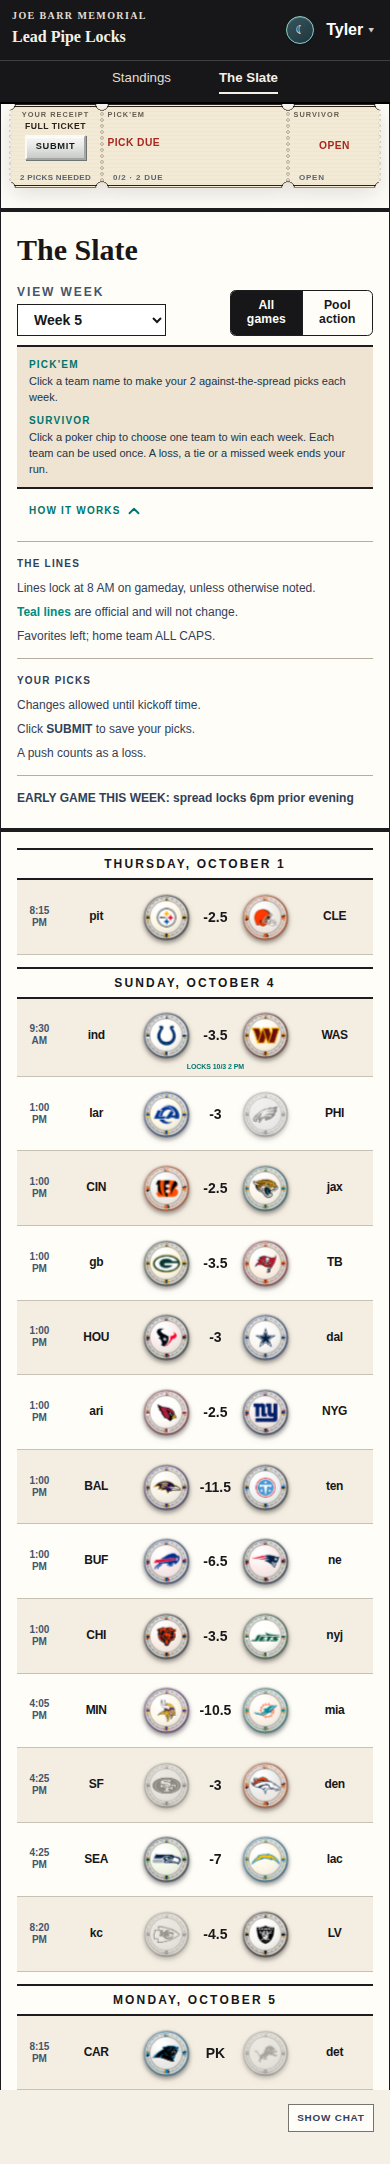 JOE BARR MEMORIAL
Lead Pipe Locks
Tyler
Standings
The Slate
YOUR RECEIPT
FULL TICKET
SUBMIT
2 PICKS NEEDED
PICK'EM
PICK DUE
0/2 · 2 DUE
SURVIVOR
OPEN
OPEN
The Slate
VIEW WEEK
Week 5
All games
Pool action
PICK'EM
Click a team name to make your 2 against-the-spread picks each
week.
SURVIVOR
Click a poker chip to choose one team to win each week. Each
team can be used once. A loss, a tie or a missed week ends your
run.
HOW IT WORKS
THE LINES
Lines lock at 8 AM on gameday, unless otherwise noted.
Teal lines are official and will not change.
Favorites left; home team ALL CAPS.
YOUR PICKS
Changes allowed until kickoff time.
Click SUBMIT to save your picks.
A push counts as a loss.
EARLY GAME THIS WEEK: spread locks 6pm prior evening
THURSDAY, OCTOBER 1
8:15 PM pit -2.5 CLE
SUNDAY, OCTOBER 4
9:30 AM ind -3.5 WAS
LOCKS 10/3 2 PM
1:00 PM lar -3 PHI
1:00 PM CIN -2.5 jax
1:00 PM gb -3.5 TB
1:00 PM HOU -3 dal
1:00 PM ari -2.5 NYG
1:00 PM BAL -11.5 ten
1:00 PM BUF -6.5 ne
1:00 PM CHI -3.5 nyj
4:05 PM MIN -10.5 mia
4:25 PM SF -3 den
4:25 PM SEA -7 lac
8:20 PM kc -4.5 LV
MONDAY, OCTOBER 5
8:15 PM CAR PK det
SHOW CHAT